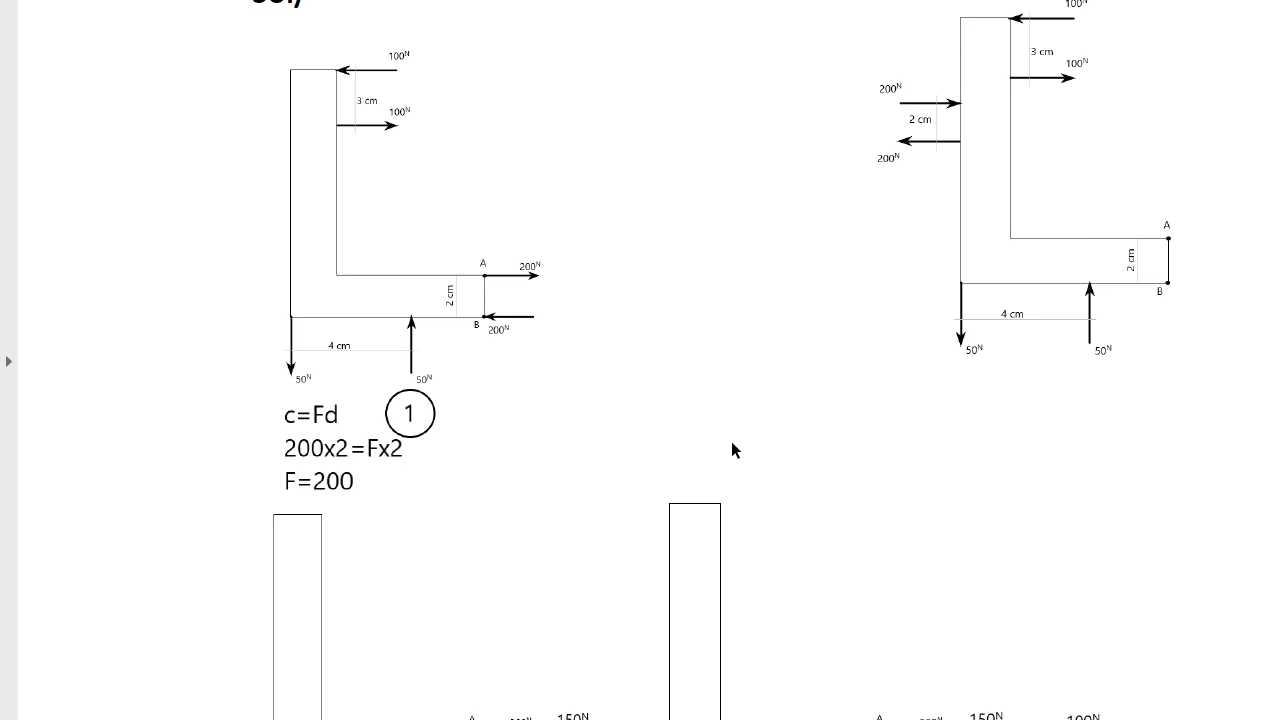 100N
3 cm
100N
A
200N
2 cm
B
200N
4 cm
50N
50N
c=Fd
1
200x2=Fx2
F=200
100N
3 cm
100N
200N
2 cm
200N
A
2 cm
B
4 cm
50N
50N
A
150N
A
150N
100N